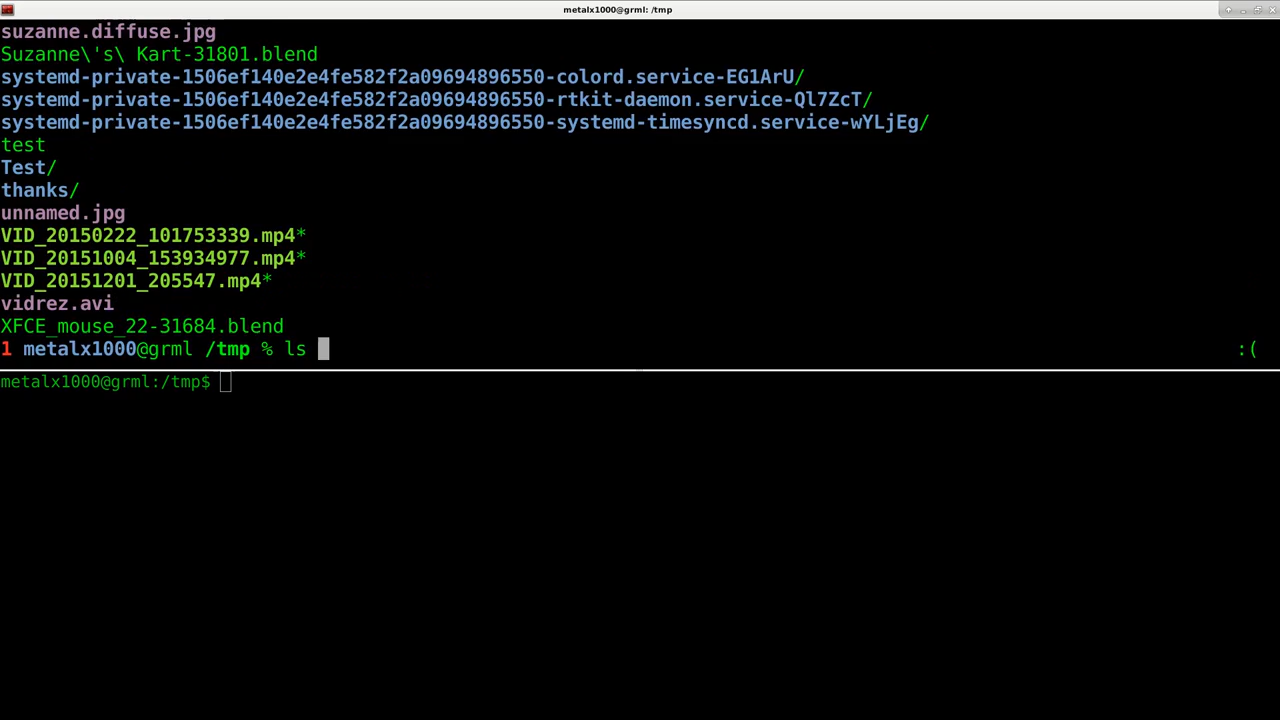 metalx1000@grml: /tmp
suzanne.diffuse.jpg
Suzanne\'s\ Kart-31801.blend
systemd-private-1506ef140e2e4fe582f2a09694896550-colord.service-EG1ArU/
systemd-private-1506ef140e2e4fe582f2a09694896550-rtkit-daemon.service-Ql7ZcT/
systemd-private-1506ef140e2e4fe582f2a09694896550-systemd-timesyncd.service-wYLjEg/
test
Test/
thanks/
unnamed.jpg
VID_20150222_101753339.mp4*
VID_20151004_153934977.mp4*
VID_20151201_205547.mp4*
vidrez.avi
XFCE_mouse_22-31684.blend
1 metalx1000@grml /tmp % ls :(
metalx1000@grml:/tmp$